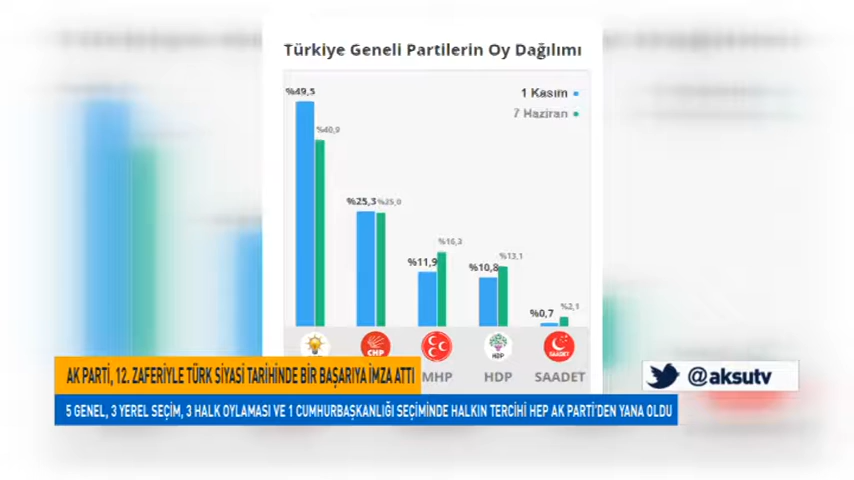 Türkiye Geneli Partilerin Oy Dağılımı
1 Kasım
7 Haziran
%49,5
%40,9
%25,3
%25,0
%11,9
%16,3
%10,8
%13,1
%0,7
%2,1
CHP
HDP
SAADET
MHP
HDP
SAADET
AK PARTİ, 12. ZAFERİYLE TÜRK SİYASİ TARİHİNDE BİR BAŞARIYA İMZA ATTI
@aksutv
5 GENEL, 3 YEREL SEÇİM, 3 HALK OYLAMASI VE 1 CUMHURBAŞKANLIĞI SEÇİMİNDE HALKIN TERCİHİ HEP AK PARTİ'DEN YANA OLDU